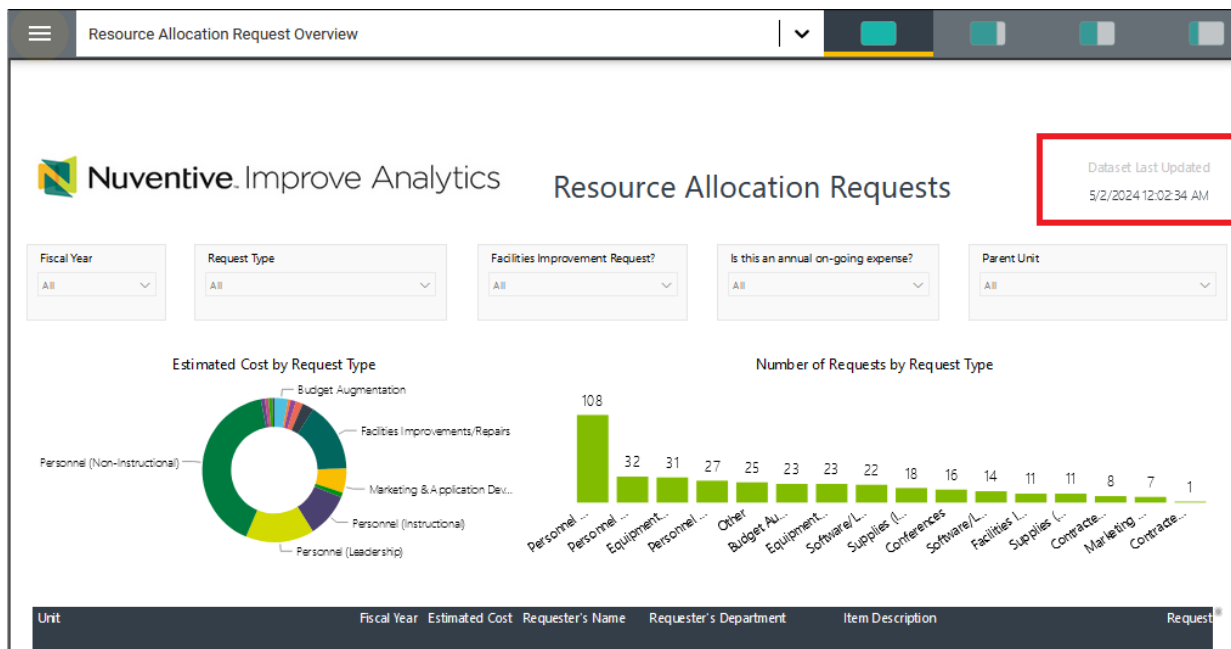 Resource Allocation Request Overview
Nuventive. Improve Analytics
Resource Allocation Requests
Dataset Last Updated
5/2/2024 12:02:34 AM
Fiscal Year
All
Request Type
All
Facilities Improvement Request?
All
Is this an annual on-going expense?
All
Parent Unit
All
Estimated Cost by Request Type
Budget Augmentation
Facilities Improvements/Repairs
Personnel (Non-Instructional)
Marketing & Application Dev...
Personnel (Instructional)
Personnel (Leadership)
Number of Requests by Request Type
108 32 31 27 25 23 23 22 18 16 14 11 11 8 7 1
Personnel ... Personnel ... Equipment... Personnel ... Other Budget Au... Equipment... Software/L... Supplies (I... Conferences Software/L... Facilities I... Supplies (... Contracte... Marketing ... Contracte...
Unit Fiscal Year Estimated Cost Requester's Name Requester's Department Item Description Request